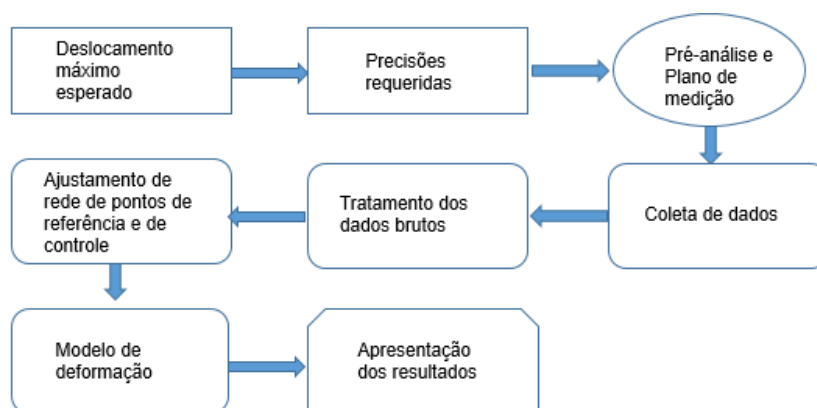 Deslocamento
máximo
esperado
Precisões
requeridas
Pré-análise e
Plano de
medição
Coleta de dados
Tratamento dos
dados brutos
Ajustamento de
rede de pontos de
referência e de
controle
Modelo de
deformação
Apresentação
dos resultados